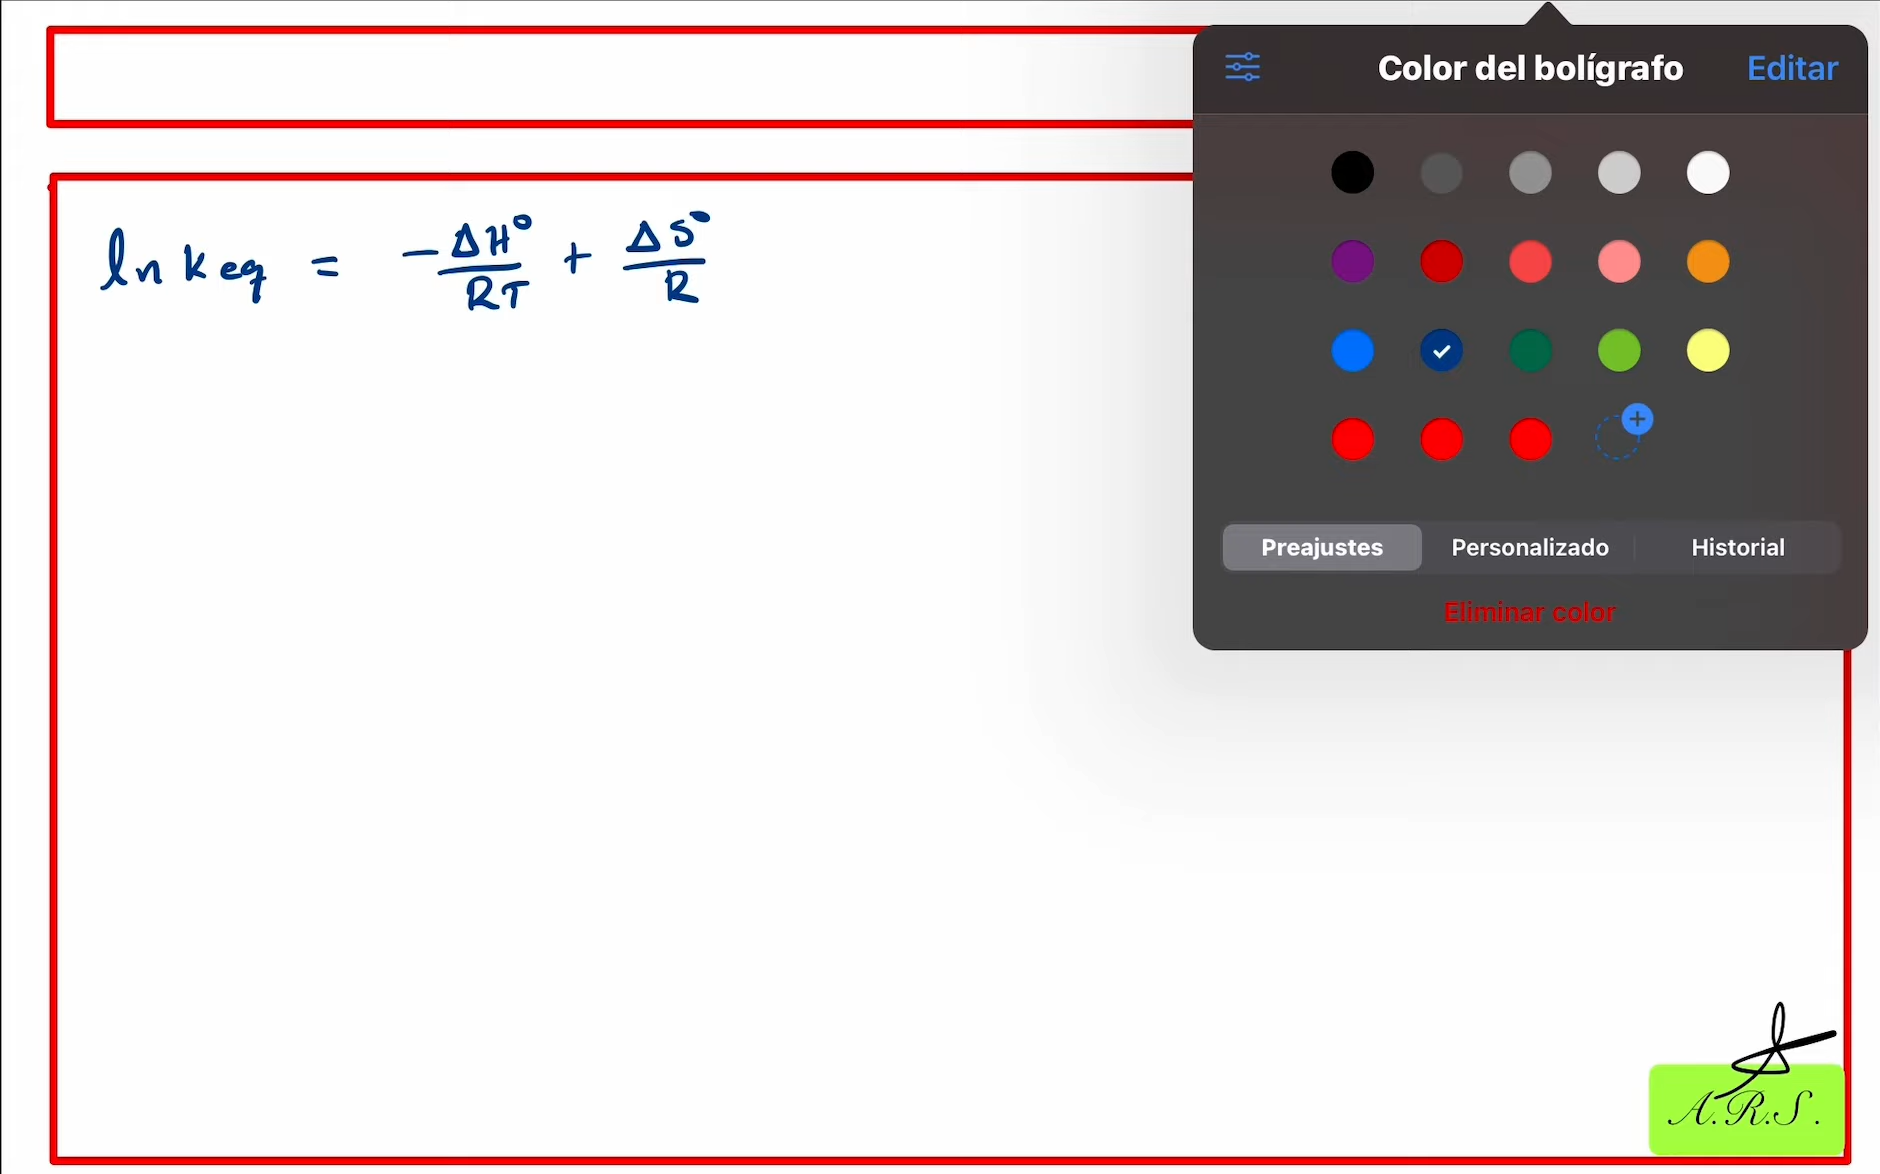 Color del bolígrafo Editar
ln keq = -ΔH°/RT + ΔS°/R
Preajustes Personalizado Historial
Eliminar color
A.R.S.